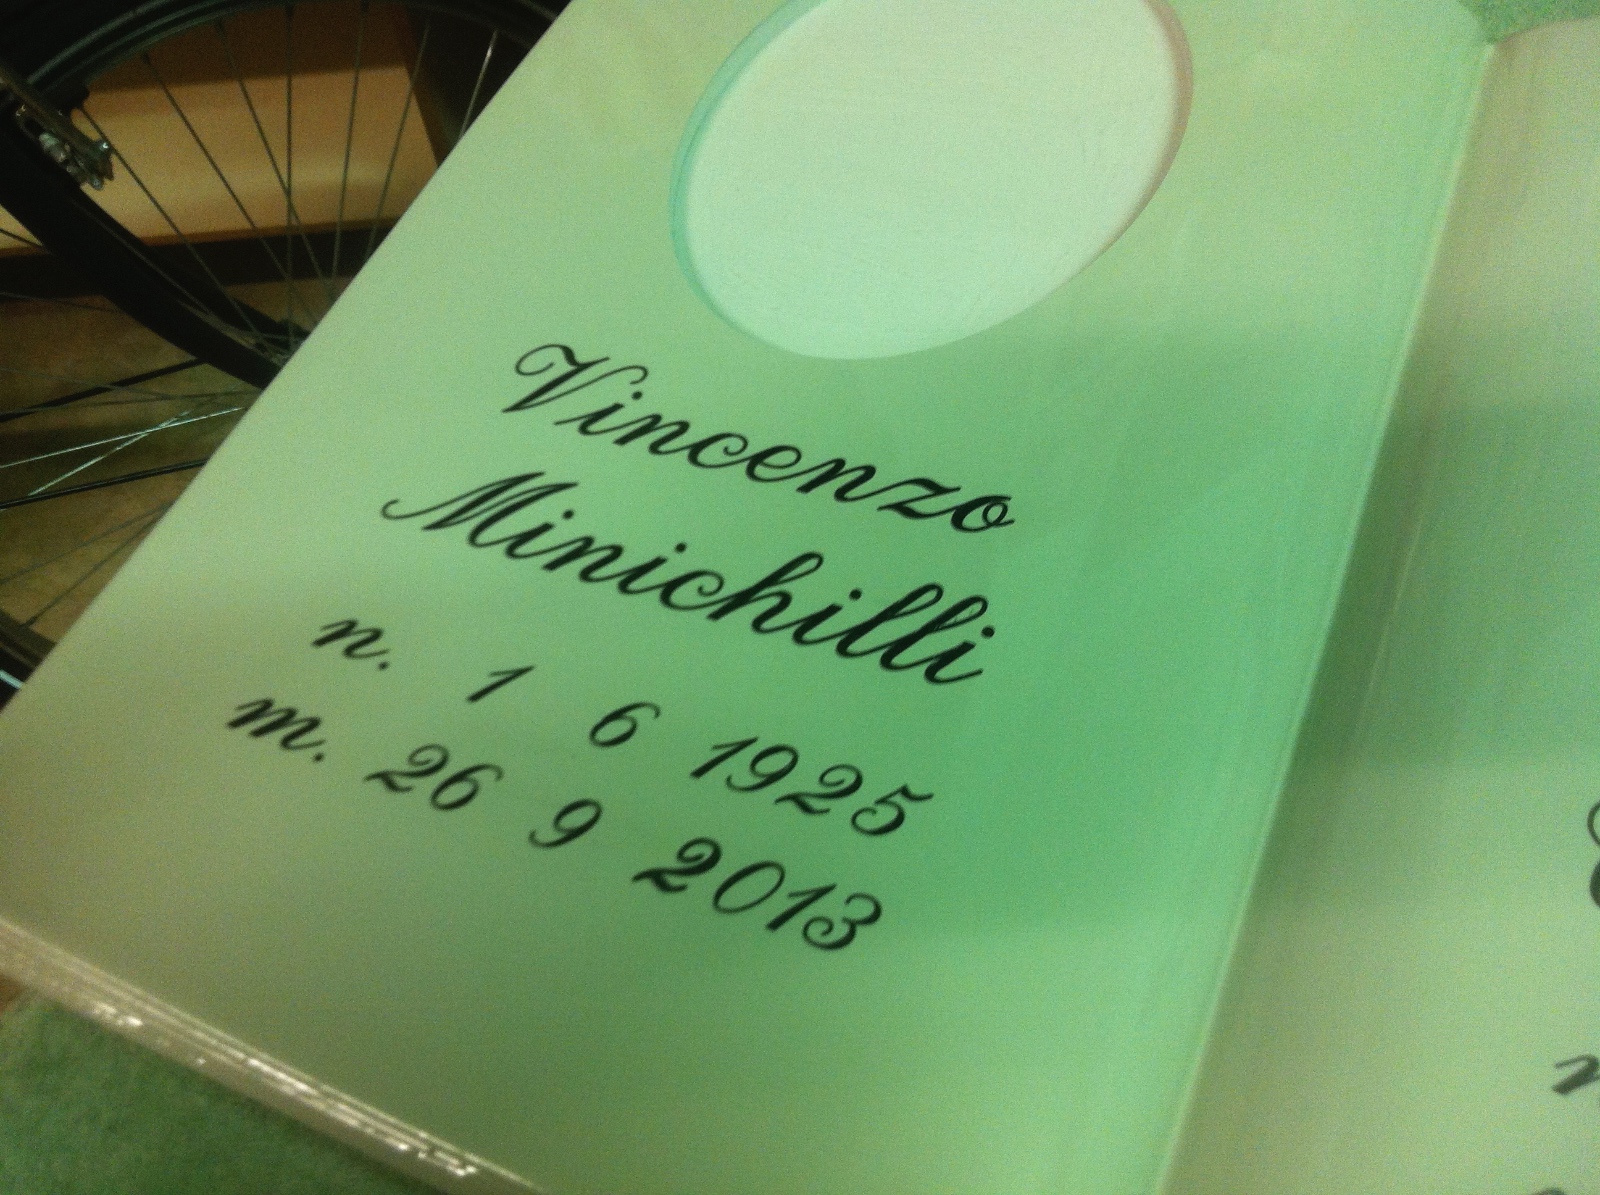 Vincenzo
Minichilli
n. 1 6 1925
m. 26 9 2013